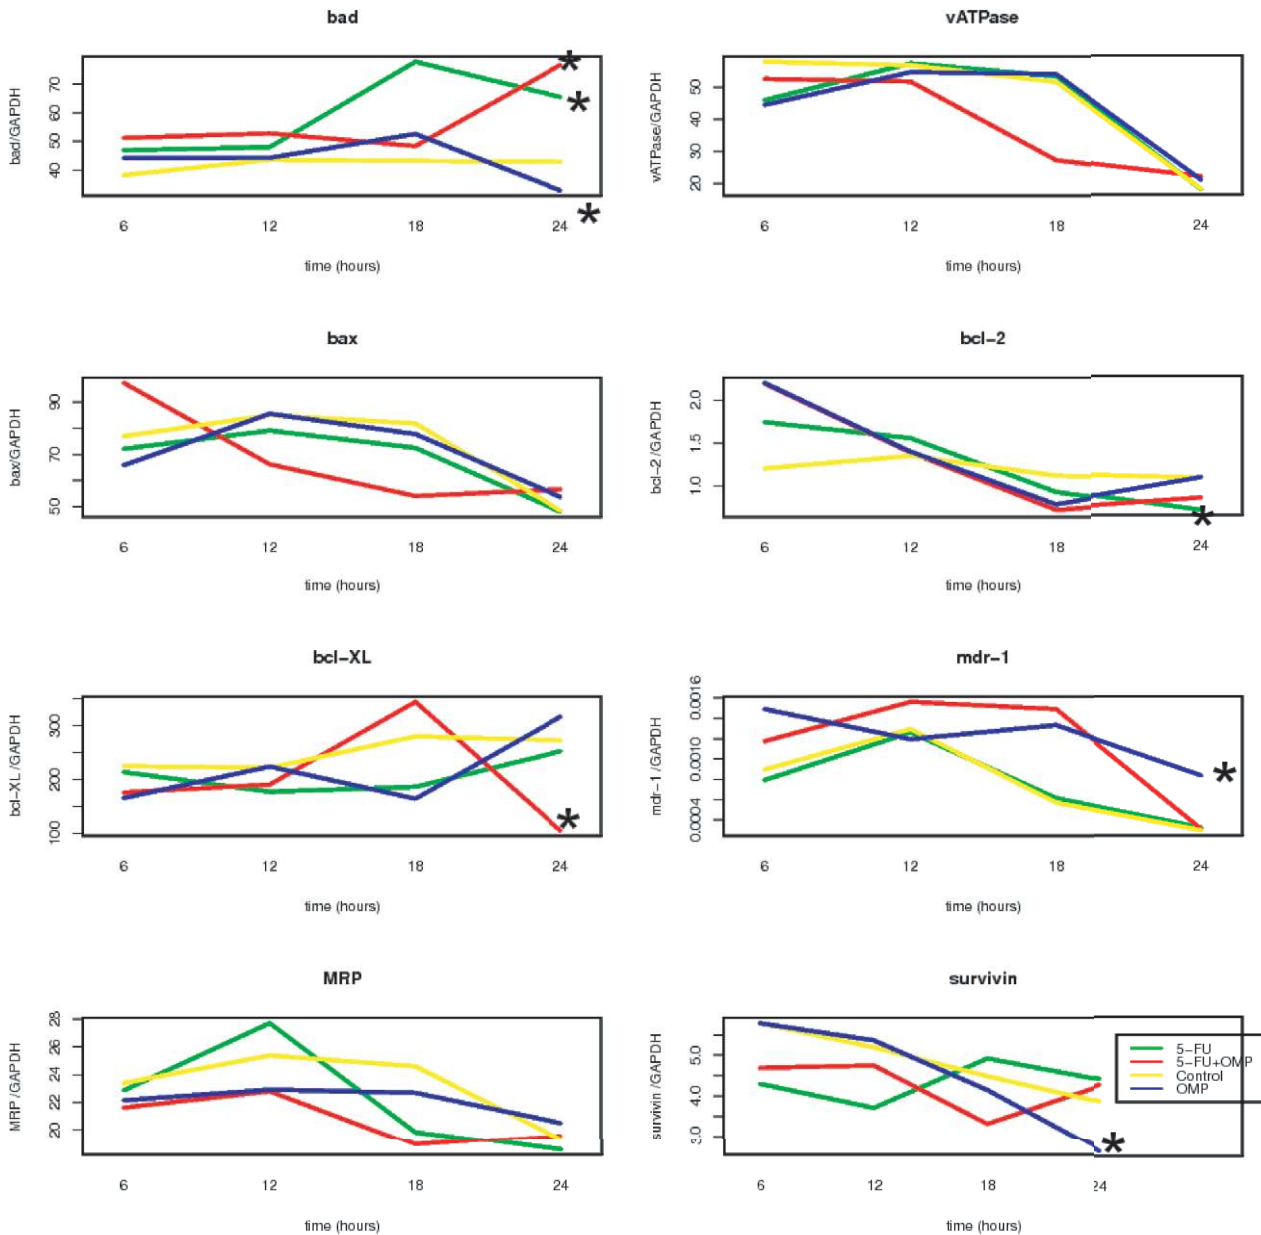 bad
bad/GAPDH
70
60
50
40
6 12 18 24
time (hours)
*
*
*
vATPase
vATPase/GAPDH
50
40
30
20
6 12 18 24
time (hours)
bax
bax/GAPDH
90
70
50
6 12 18 24
time (hours)
bcl-2
bcl-2 /GAPDH
2.0
1.5
1.0
6 12 18 24
time (hours)
*
bcl-XL
bcl-XL /GAPDH
300
200
100
6 12 18 24
time (hours)
*
mdr-1
mdr-1 /GAPDH
0.0016
0.0010
0.0004
6 12 18 24
time (hours)
*
MRP
MRP /GAPDH
28
26
24
22
20
6 12 18 24
time (hours)
survivin
survivin /GAPDH
5.0
4.0
3.0
6 12 18 24
time (hours)
*
5-FU
5-FU+OMP
Control
OMP